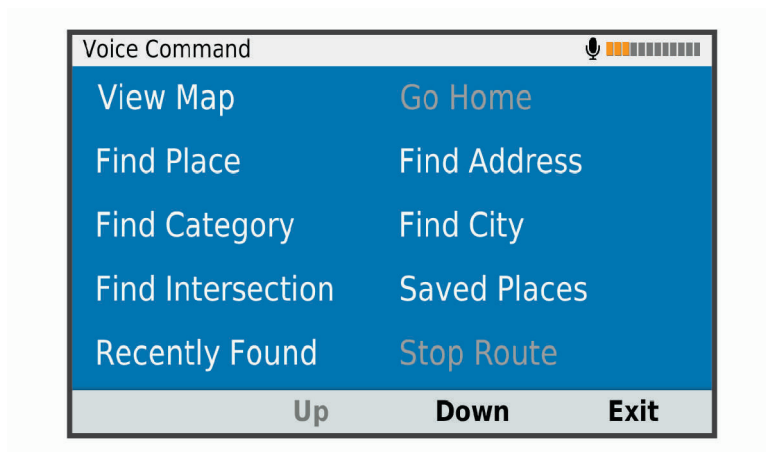 Voice Command
View Map Go Home
Find Place Find Address
Find Category Find City
Find Intersection Saved Places
Recently Found Stop Route
Up Down Exit